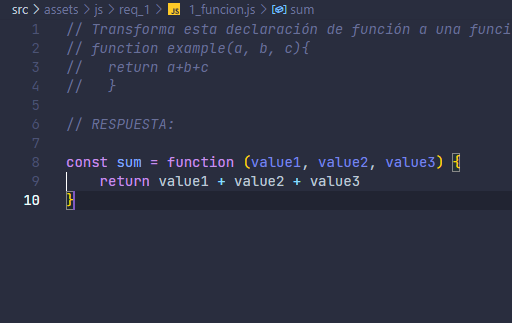 src > assets > js > req_1 > JS 1_funcion.js > sum
1 // Transforma esta declaración de función a una funci
2 // function example(a, b, c){
3 //   return a+b+c
4 //   }
5
6 // RESPUESTA:
7
8 const sum = function (value1, value2, value3) {
9     return value1 + value2 + value3
10 }